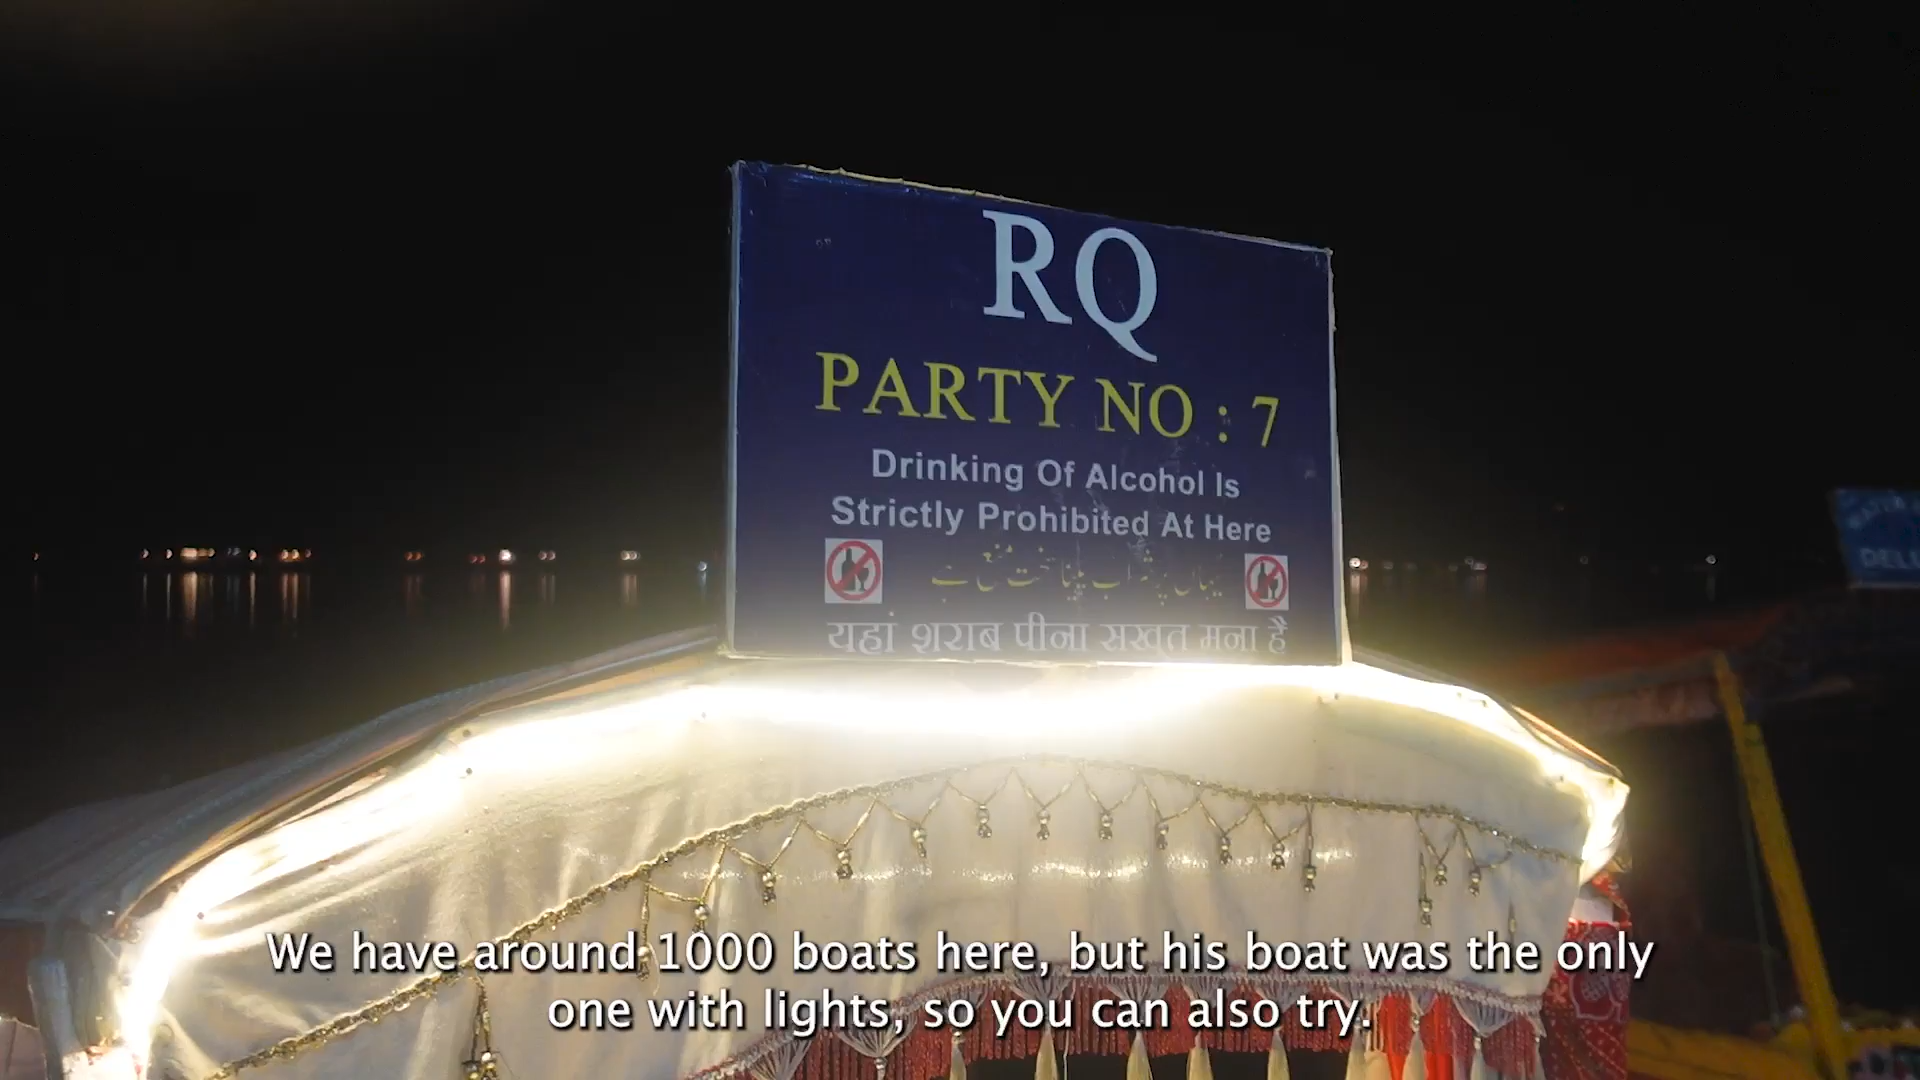 RQ
PARTY NO : 7
Drinking Of Alcohol Is
Strictly Prohibited At Here
یہاں پر شراب پینا سخت منع ہے
यहां शराब पीना सख्त मना है
DELU
We have around 1000 boats here, but his boat was the only
one with lights, so you can also try.